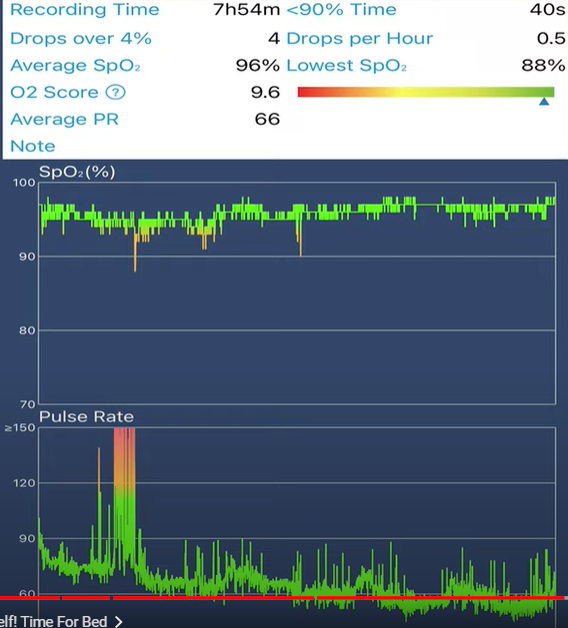 Recording Time 7h54m <90% Time 40s
Drops over 4% 4 Drops per Hour 0.5
Average SpO₂ 96% Lowest SpO₂ 88%
O2 Score ? 9.6
Average PR 66
Note
SpO₂(%)
100
90
80
70
Pulse Rate
≥150
120
90
60
elf! Time For Bed >